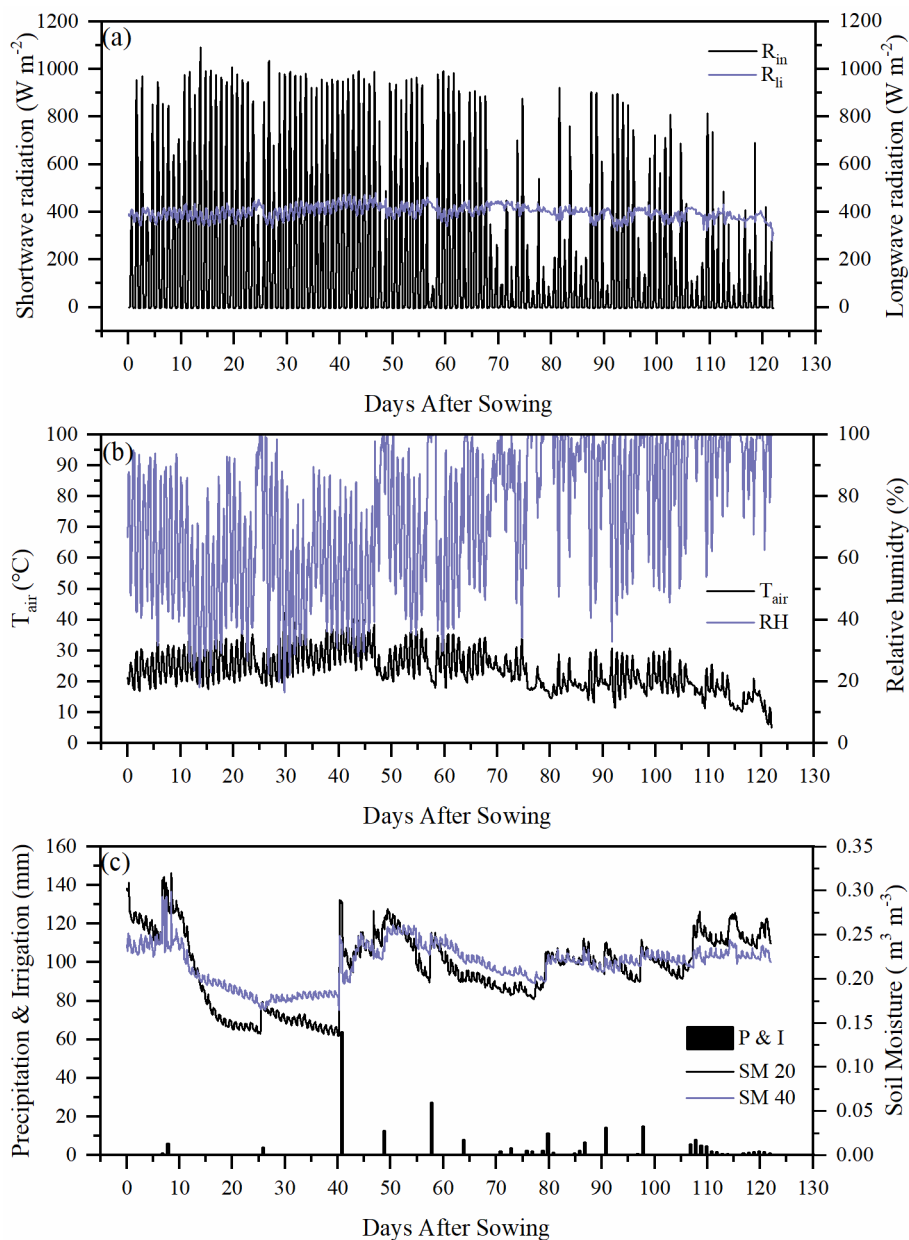 (a)
R_in
R_li
Shortwave radiation (W m⁻²)
Longwave radiation (W m⁻²)
1200 1000 800 600 400 200 0
1200 1000 800 600 400 200 0
0 10 20 30 40 50 60 70 80 90 100 110 120 130
Days After Sowing
(b)
T_air
RH
T_air (℃)
Relative humidty (%)
100 90 80 70 60 50 40 30 20 10 0
100 80 60 40 20 0
0 10 20 30 40 50 60 70 80 90 100 110 120 130
Days After Sowing
(c)
P & I
SM 20
SM 40
Precipitation & Irrigation (mm)
Soil Moisture ( m³ m⁻³)
160 140 120 100 80 60 40 20 0
0.35 0.30 0.25 0.20 0.15 0.10 0.05 0.00
0 10 20 30 40 50 60 70 80 90 100 110 120 130
Days After Sowing